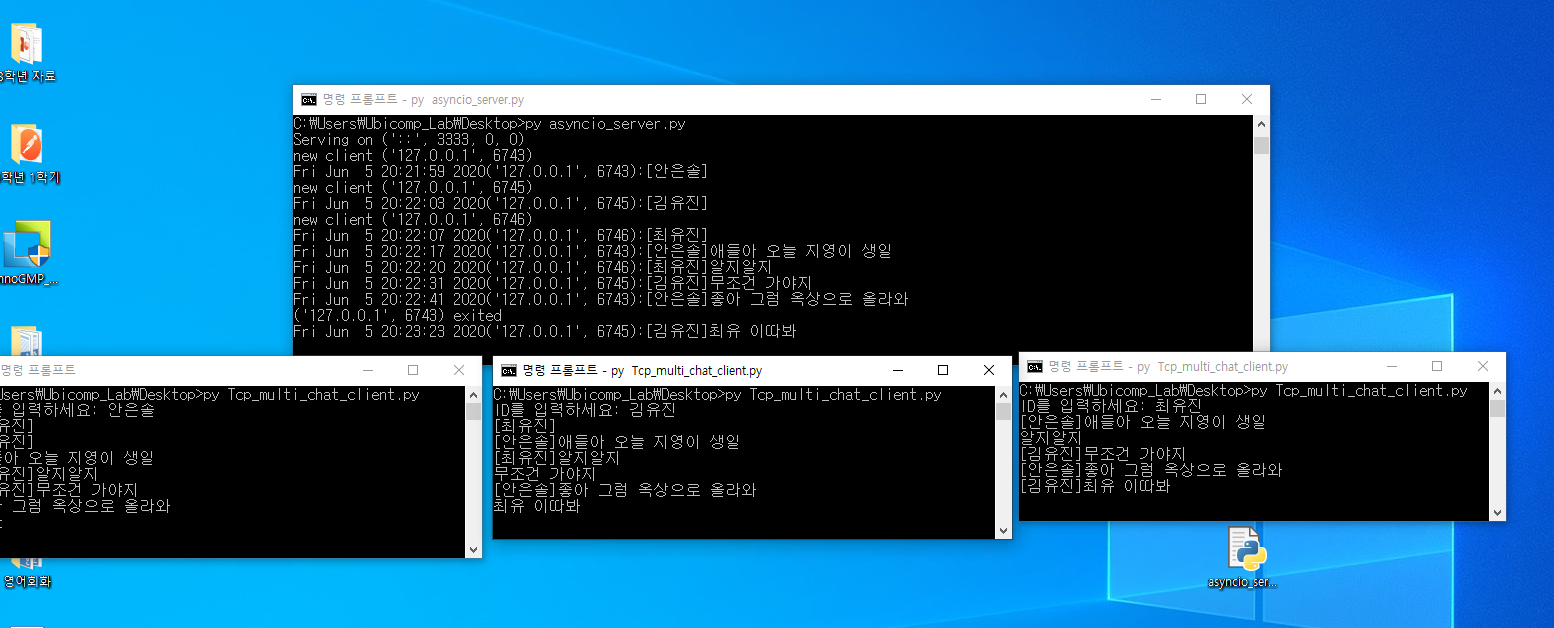 3학년 자료
학년 1학기
nnoGMP_...
영어회화
asyncio_ser...
명령 프롬프트 - py  asyncio_server.py
C:\Users\Ubicomp_Lab\Desktop>py asyncio_server.py
Serving on ('::', 3333, 0, 0)
new client ('127.0.0.1', 6743)
Fri Jun  5 20:21:59 2020('127.0.0.1', 6743):[안은솔]
new client ('127.0.0.1', 6745)
Fri Jun  5 20:22:03 2020('127.0.0.1', 6745):[김유진]
new client ('127.0.0.1', 6746)
Fri Jun  5 20:22:07 2020('127.0.0.1', 6746):[최유진]
Fri Jun  5 20:22:17 2020('127.0.0.1', 6743):[안은솔]애들아 오늘 지영이 생일
Fri Jun  5 20:22:20 2020('127.0.0.1', 6746):[최유진]알지알지
Fri Jun  5 20:22:31 2020('127.0.0.1', 6745):[김유진]무조건 가야지
Fri Jun  5 20:22:41 2020('127.0.0.1', 6743):[안은솔]좋아 그럼 옥상으로 올라와
('127.0.0.1', 6743) exited
Fri Jun  5 20:23:23 2020('127.0.0.1', 6745):[김유진]최유 이따봐
명령 프롬프트
sers\Ubicomp_Lab\Desktop>py Tcp_multi_chat_client.py
를 입력하세요: 안은솔
유진]
유진]
들아 오늘 지영이 생일
유진]알지알지
유진]무조건 가야지
그럼 옥상으로 올라와
명령 프롬프트 - py  Tcp_multi_chat_client.py
C:\Users\Ubicomp_Lab\Desktop>py Tcp_multi_chat_client.py
ID를 입력하세요: 김유진
[최유진]
[안은솔]애들아 오늘 지영이 생일
[최유진]알지알지
무조건 가야지
[안은솔]좋아 그럼 옥상으로 올라와
최유 이따봐
명령 프롬프트 - py  Tcp_multi_chat_client.py
C:\Users\Ubicomp_Lab\Desktop>py Tcp_multi_chat_client.py
ID를 입력하세요: 최유진
[안은솔]애들아 오늘 지영이 생일
알지알지
[김유진]무조건 가야지
[안은솔]좋아 그럼 옥상으로 올라와
[김유진]최유 이따봐